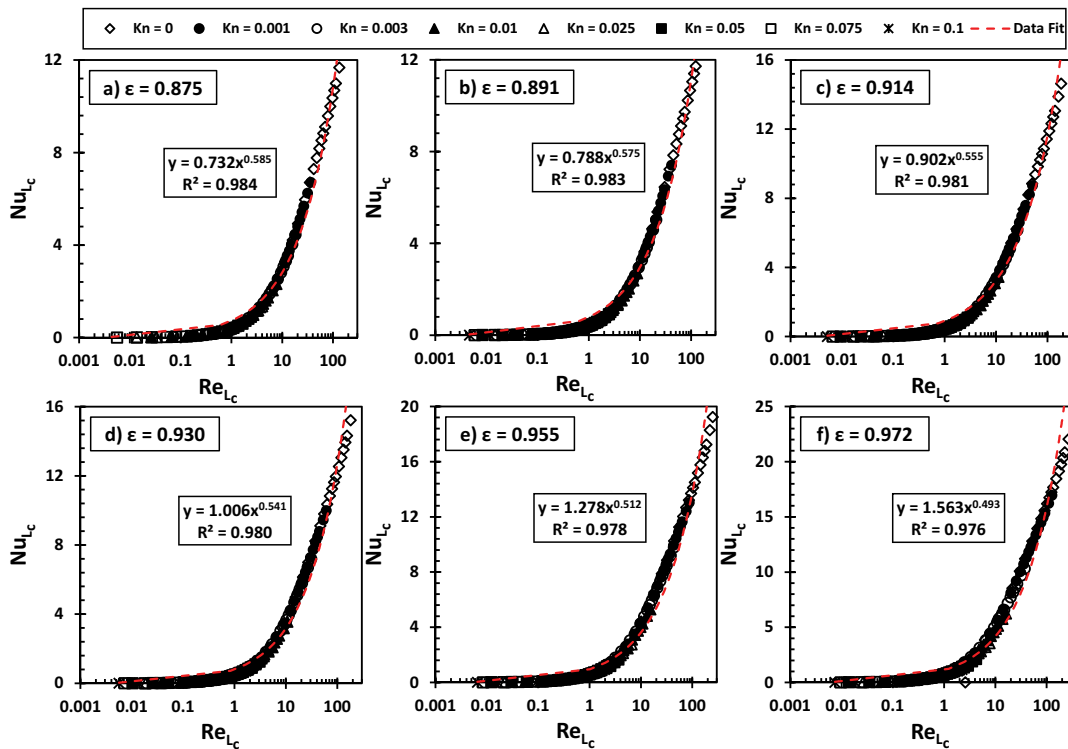 Kn = 0 Kn = 0.001 Kn = 0.003 Kn = 0.01 Kn = 0.025 Kn = 0.05 Kn = 0.075 Kn = 0.1 Data Fit
12
8
4
0
Nu_Lc
a) ε = 0.875
y = 0.732x^0.585
R² = 0.984
0.001 0.01 0.1 1 10 100
Re_Lc
12
8
4
0
Nu_Lc
b) ε = 0.891
y = 0.788x^0.575
R² = 0.983
0.001 0.01 0.1 1 10 100
Re_Lc
16
12
8
4
0
Nu_Lc
c) ε = 0.914
y = 0.902x^0.555
R² = 0.981
0.001 0.01 0.1 1 10 100
Re_Lc
16
12
8
4
0
Nu_Lc
d) ε = 0.930
y = 1.006x^0.541
R² = 0.980
0.001 0.01 0.1 1 10 100
Re_Lc
20
16
12
8
4
0
Nu_Lc
e) ε = 0.955
y = 1.278x^0.512
R² = 0.978
0.001 0.01 0.1 1 10 100
Re_Lc
25
20
15
10
5
0
Nu_Lc
f) ε = 0.972
y = 1.563x^0.493
R² = 0.976
0.001 0.01 0.1 1 10 100
Re_Lc